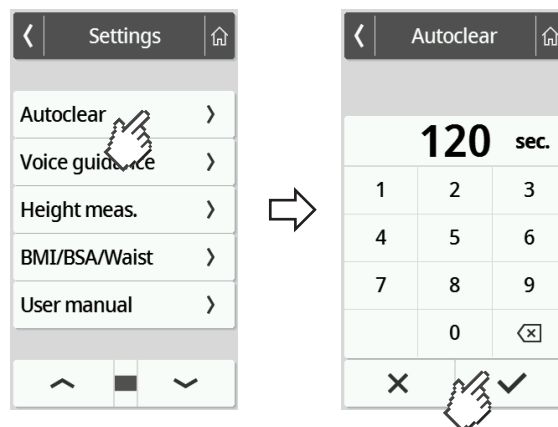 Settings
Autoclear
Voice guidance
Height meas.
BMI/BSA/Waist
User manual
Autoclear
120 sec.
1 2 3
4 5 6
7 8 9
0